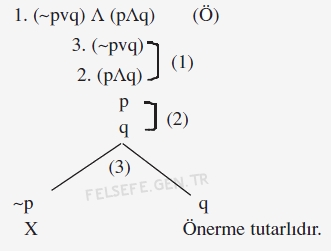 1. (~pvq) Λ (pΛq) (Ö)
3. (~pvq)
(1)
2. (pΛq)
p
(2)
q
(3)
FELSEFE.GEN.TR
~p q
X Önerme tutarlıdır.